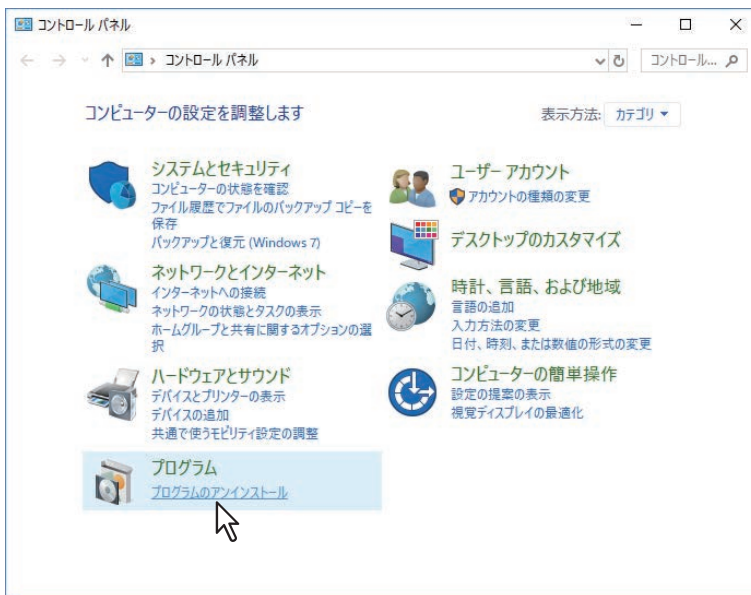 コントロール パネル
コントロール パネル
コントロール...
コンピューターの設定を調整します
表示方法: カテゴリ
システムとセキュリティ
コンピューターの状態を確認
ファイル履歴でファイルのバックアップ コピーを
保存
バックアップと復元 (Windows 7)
ネットワークとインターネット
インターネットへの接続
ネットワークの状態とタスクの表示
ホームグループと共有に関するオプションの選
択
ハードウェアとサウンド
デバイスとプリンターの表示
デバイスの追加
共通で使うモビリティ設定の調整
プログラム
プログラムのアンインストール
ユーザー アカウント
アカウントの種類の変更
デスクトップのカスタマイズ
時計、言語、および地域
言語の追加
入力方法の変更
日付、時刻、または数値の形式の変更
コンピューターの簡単操作
設定の提案の表示
視覚ディスプレイの最適化